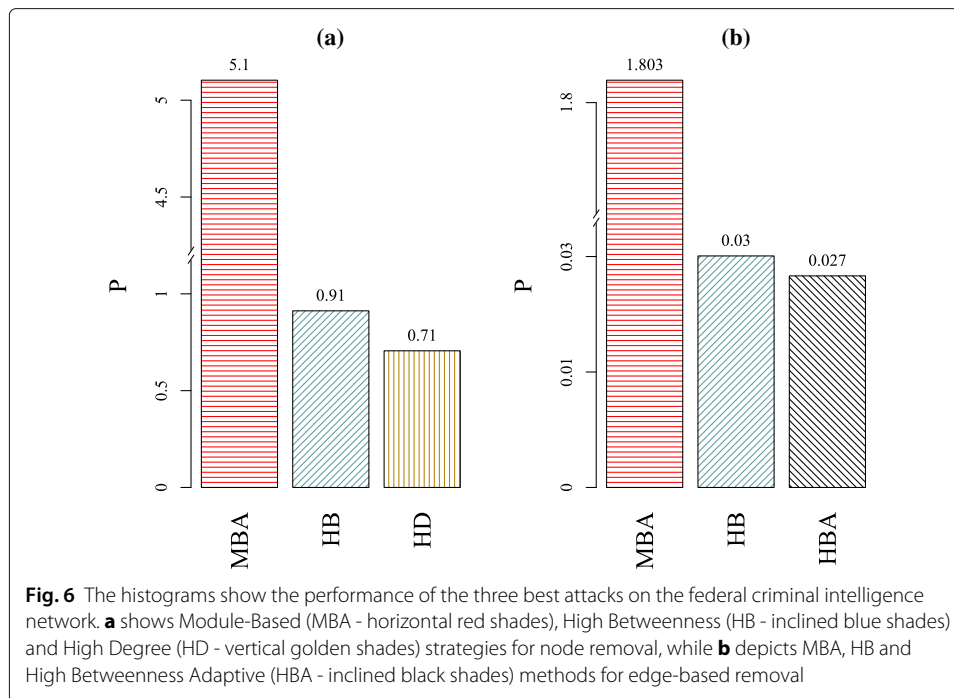 (a)
(b)
5.1
5
4.5
1
0.5
0
P
0.91
0.71
MBA
HB
HD
1.803
1.8
0.03
0.01
0
P
0.03
0.027
MBA
HB
HBA
Fig. 6 The histograms show the performance of the three best attacks on the federal criminal intelligence
network. a shows Module-Based (MBA - horizontal red shades), High Betweenness (HB - inclined blue shades)
and High Degree (HD - vertical golden shades) strategies for node removal, while b depicts MBA, HB and
High Betweenness Adaptive (HBA - inclined black shades) methods for edge-based removal